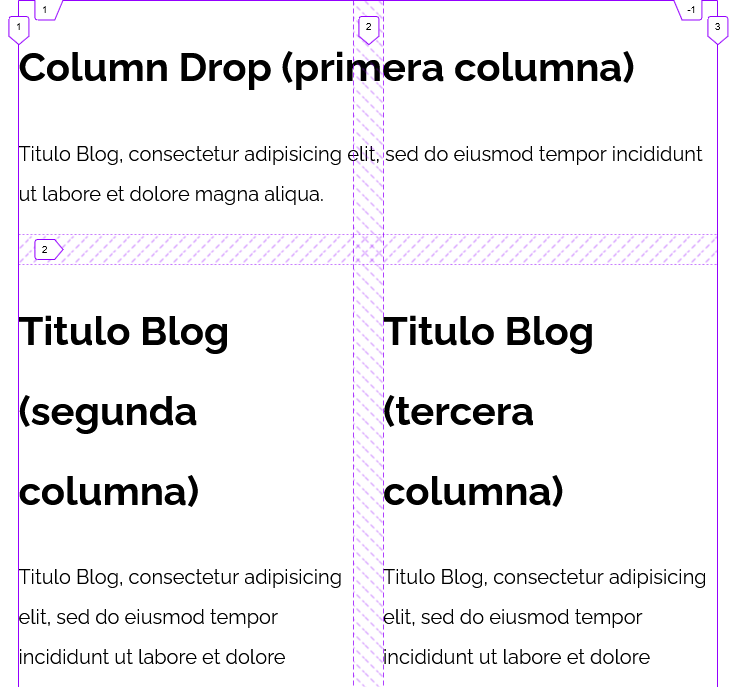 1
-1
1
2
3
Column Drop (primera columna)
Titulo Blog, consectetur adipisicing elit, sed do eiusmod tempor incididunt
ut labore et dolore magna aliqua.
2
Titulo Blog
(segunda
columna)
Titulo Blog, consectetur adipisicing
elit, sed do eiusmod tempor
incididunt ut labore et dolore
Titulo Blog
(tercera
columna)
Titulo Blog, consectetur adipisicing
elit, sed do eiusmod tempor
incididunt ut labore et dolore